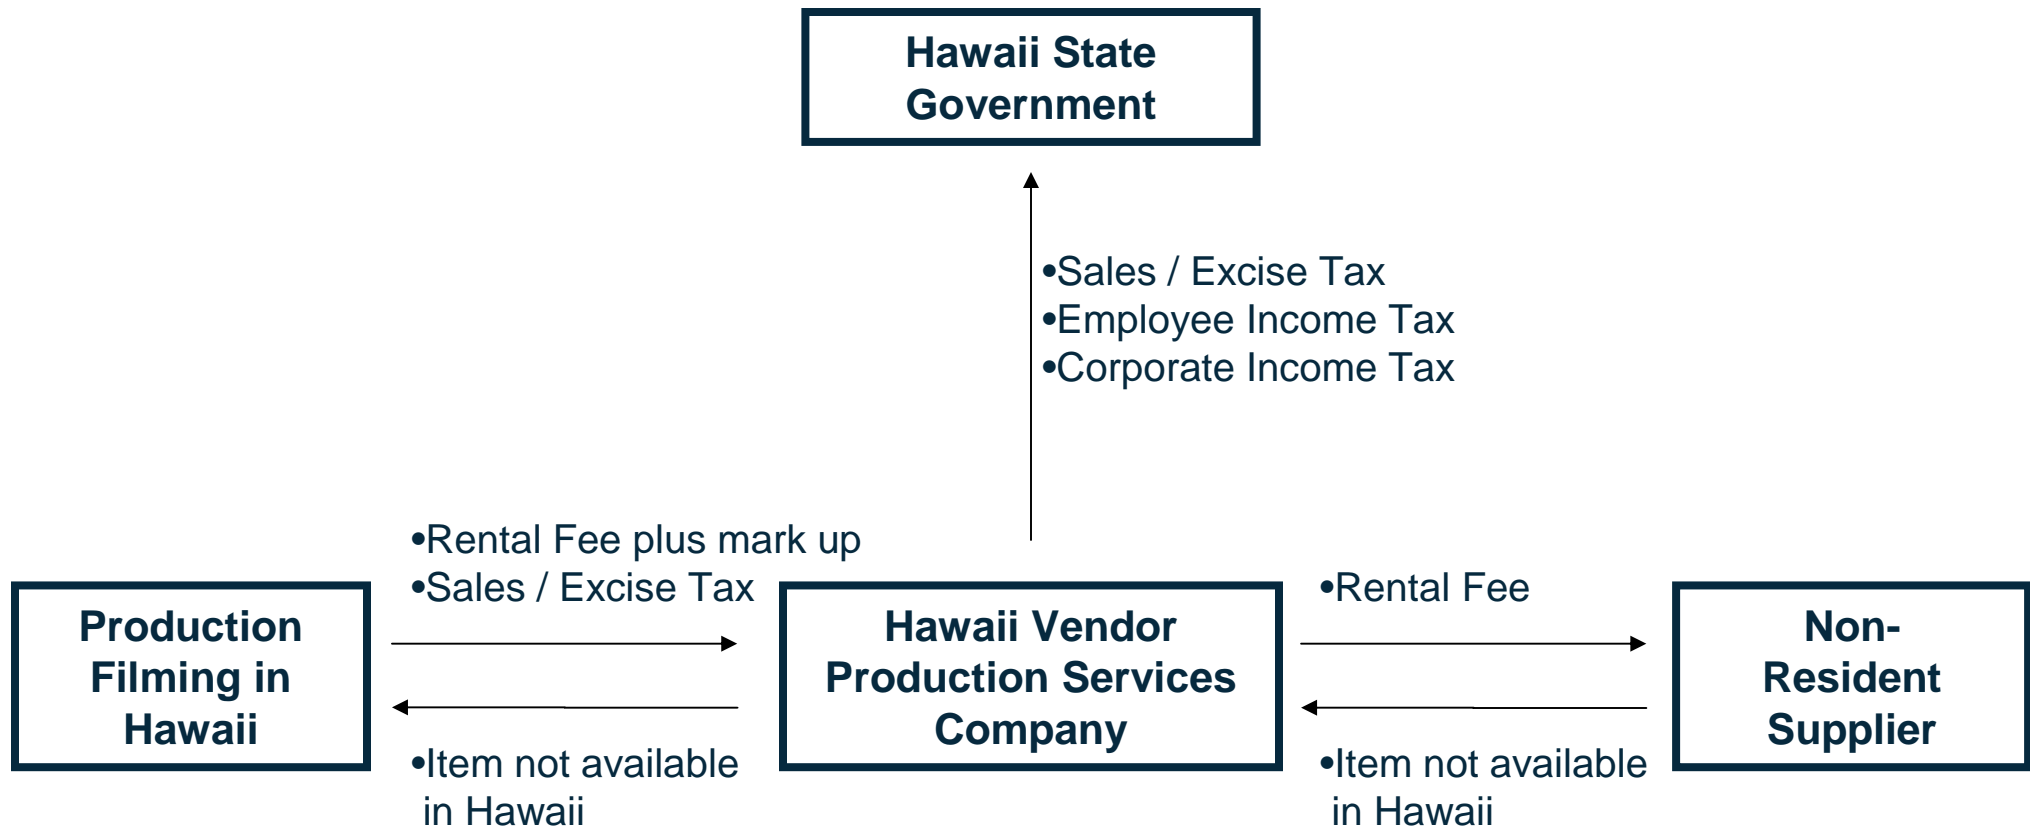 Hawaii State
Government
•Sales / Excise Tax
•Employee Income Tax
•Corporate Income Tax
•Rental Fee plus mark up
•Sales / Excise Tax
•Rental Fee
Production
Filming in
Hawaii
Hawaii Vendor
Production Services
Company
Non-
Resident
Supplier
•Item not available
in Hawaii
•Item not available
in Hawaii